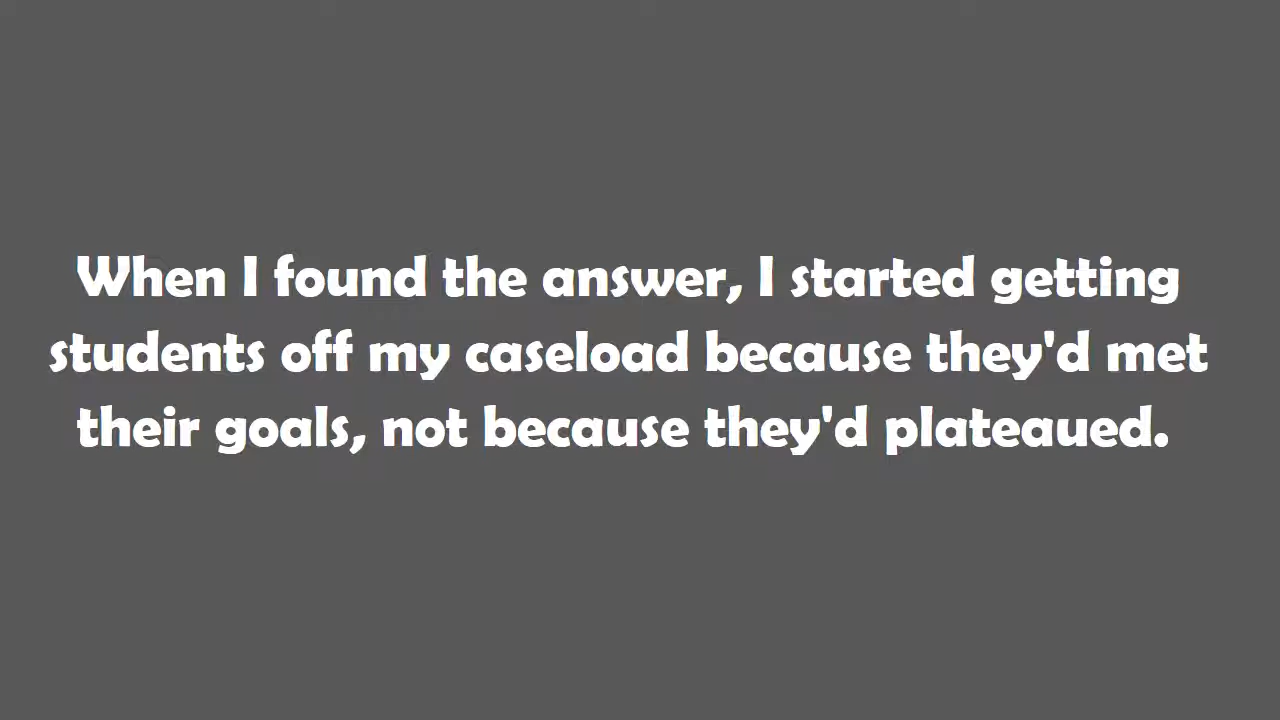 When I found the answer, I started getting
students off my caseload because they'd met
their goals, not because they'd plateaued.